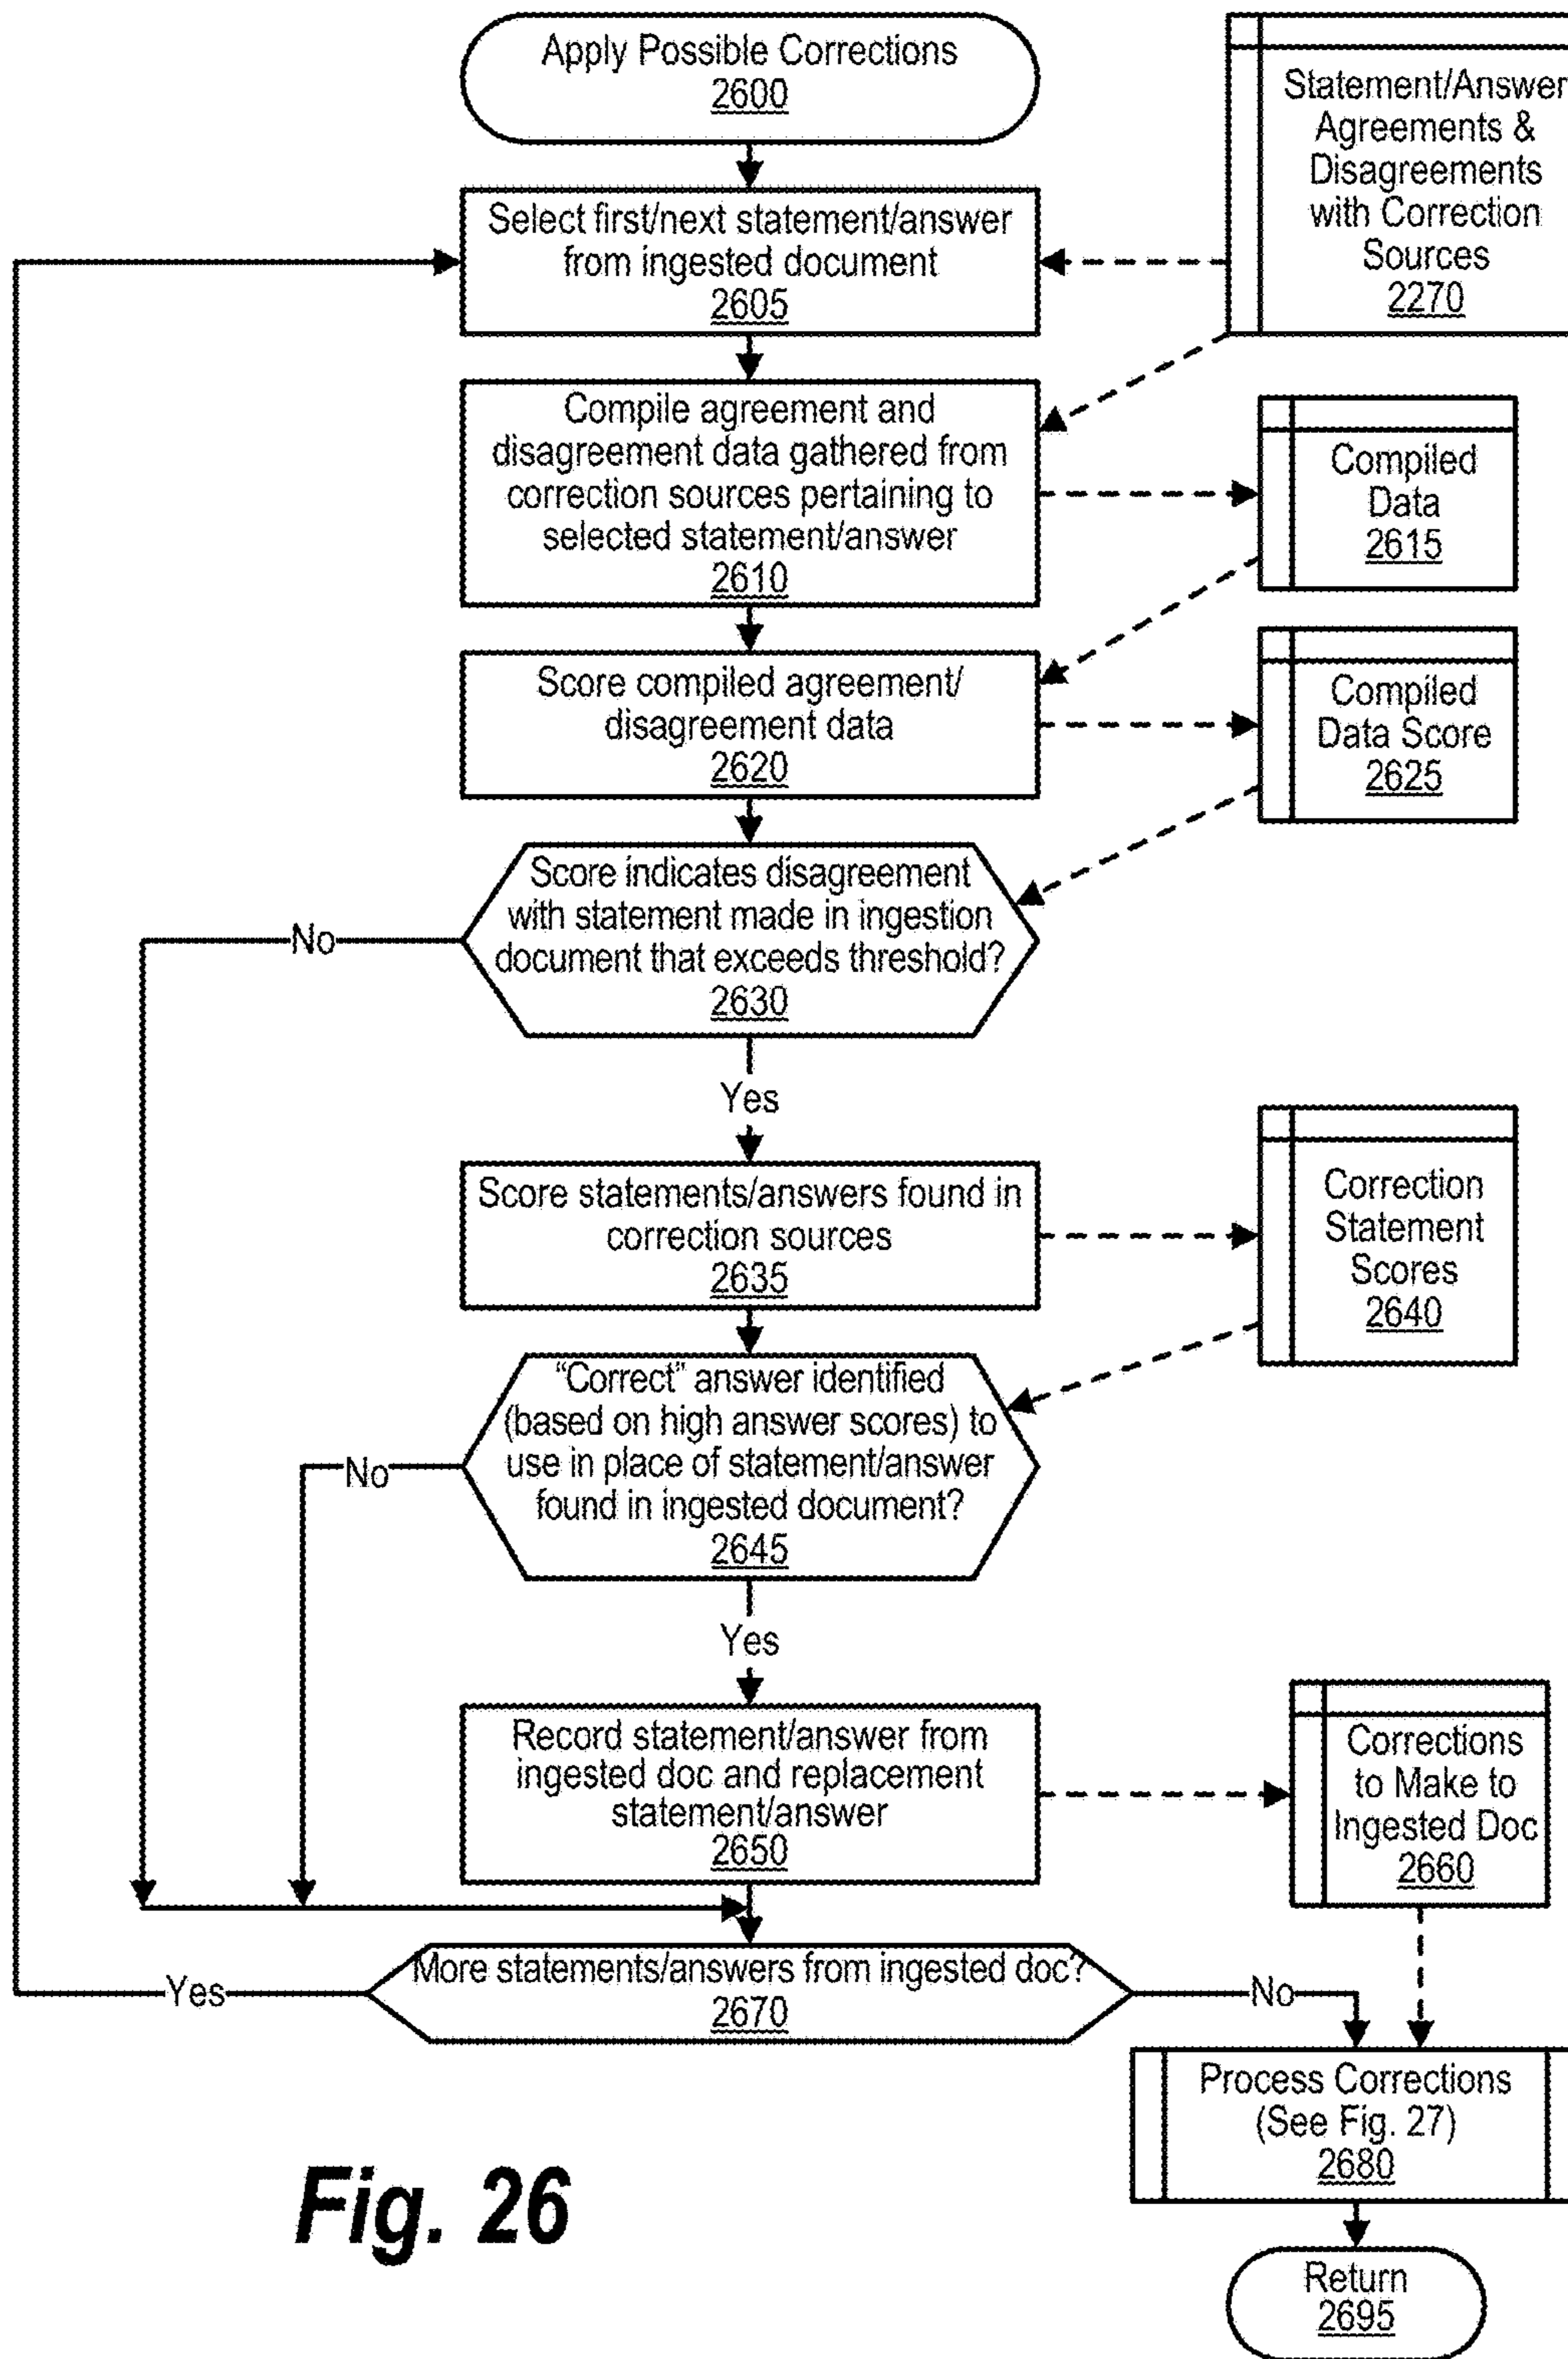 Apply Possible Corrections
2600
Statement/Answer
Agreements &
Disagreements
with Correction
Sources
2270
Select first/next statement/answer
from ingested document
2605
Compile agreement and
disagreement data gathered from
correction sources pertaining to
selected statement/answer
2610
Compiled
Data
2615
Score compiled agreement/
disagreement data
2620
Compiled
Data Score
2625
Score indicates disagreement
with statement made in ingestion
document that exceeds threshold?
2630
No
Yes
Score statements/answers found in
correction sources
2635
Correction
Statement
Scores
2640
“Correct” answer identified
(based on high answer scores) to
use in place of statement/answer
found in ingested document?
2645
No
Yes
Record statement/answer from
ingested doc and replacement
statement/answer
2650
Corrections
to Make to
Ingested Doc
2660
More statements/answers from ingested doc?
2670
Yes
No
Process Corrections
(See Fig. 27)
2680
Return
2695
Fig. 26